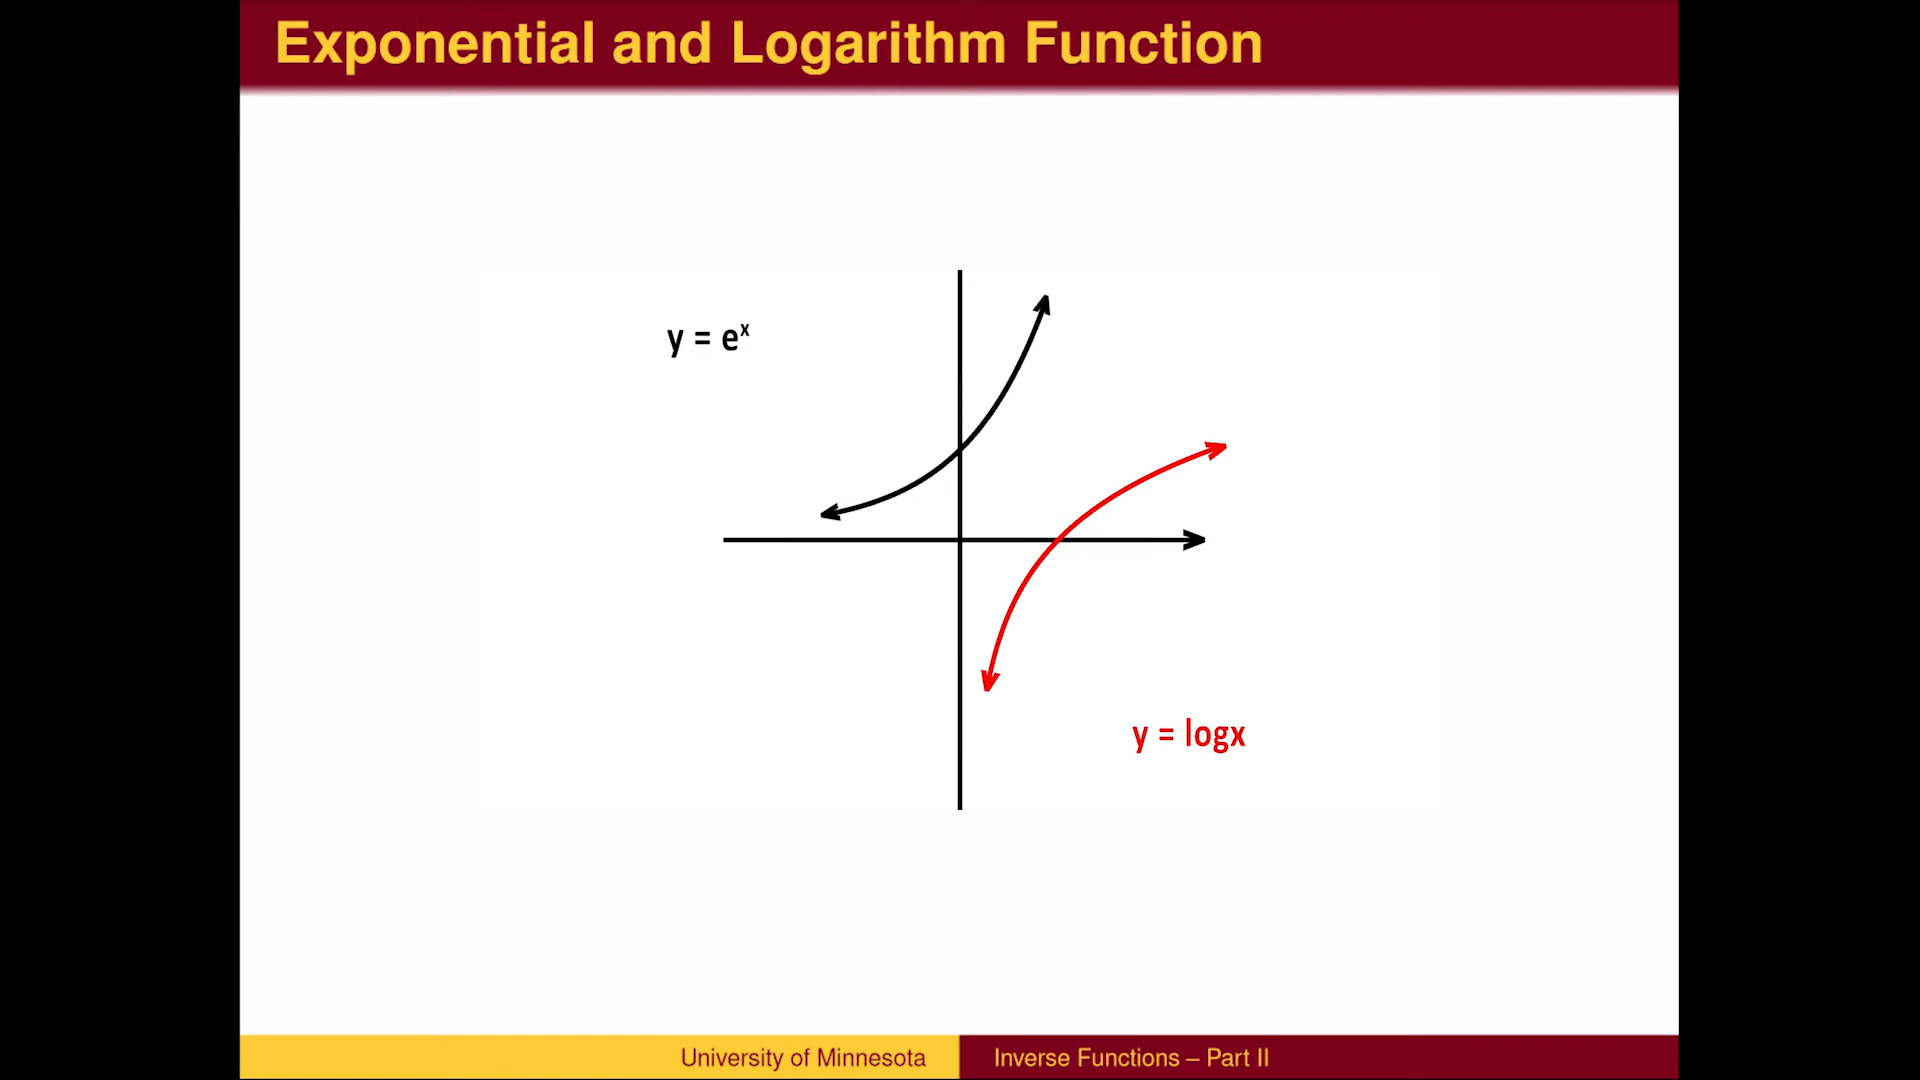 Exponential and Logarithm Function
y = eˣ
y = logx
University of Minnesota
Inverse Functions – Part II